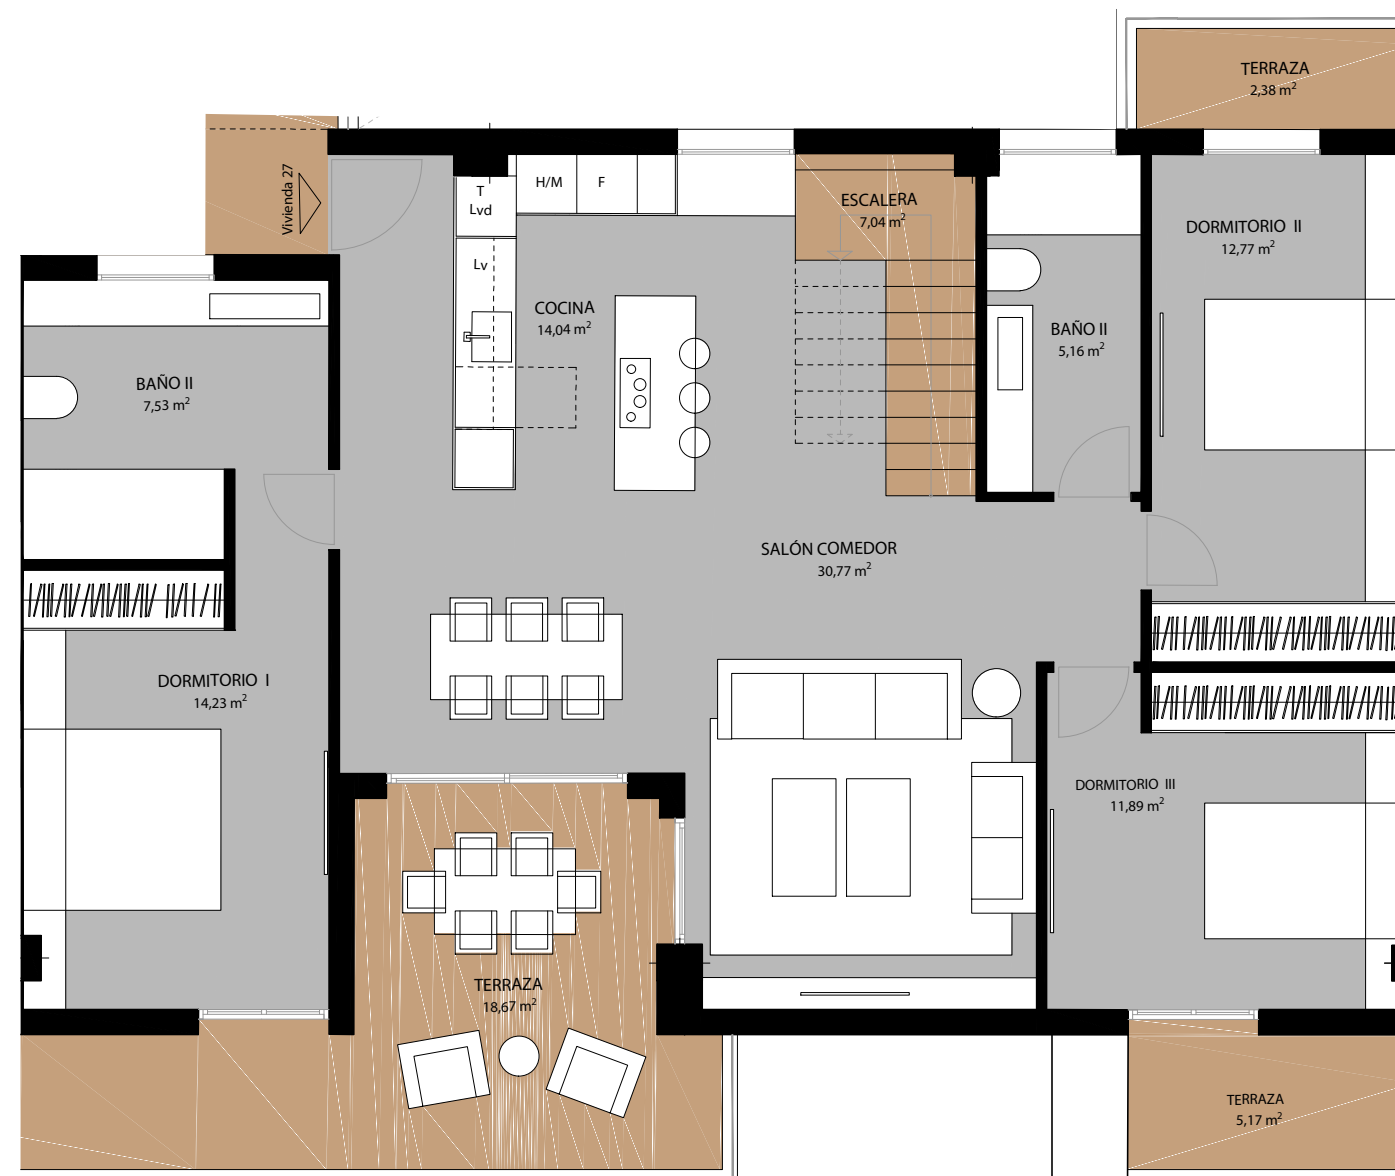 TERRAZA
2,38 m²
Vivienda 27
T
Lvd
H/M
F
ESCALERA
7,04 m²
DORMITORIO II
12,77 m²
Lv
COCINA
14,04 m²
BAÑO II
5,16 m²
BAÑO II
7,53 m²
SALÓN COMEDOR
30,77 m²
DORMITORIO I
14,23 m²
DORMITORIO III
11,89 m²
TERRAZA
18,67 m²
TERRAZA
5,17 m²